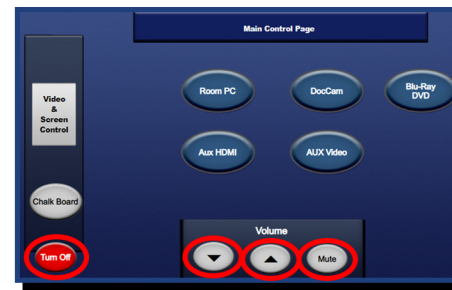 Main Control Page
Video
&
Screen
Control
Room PC
DocCam
Blu-Ray
DVD
Aux HDMI
AUX Video
Chalk Board
Turn Off
Volume
Mute